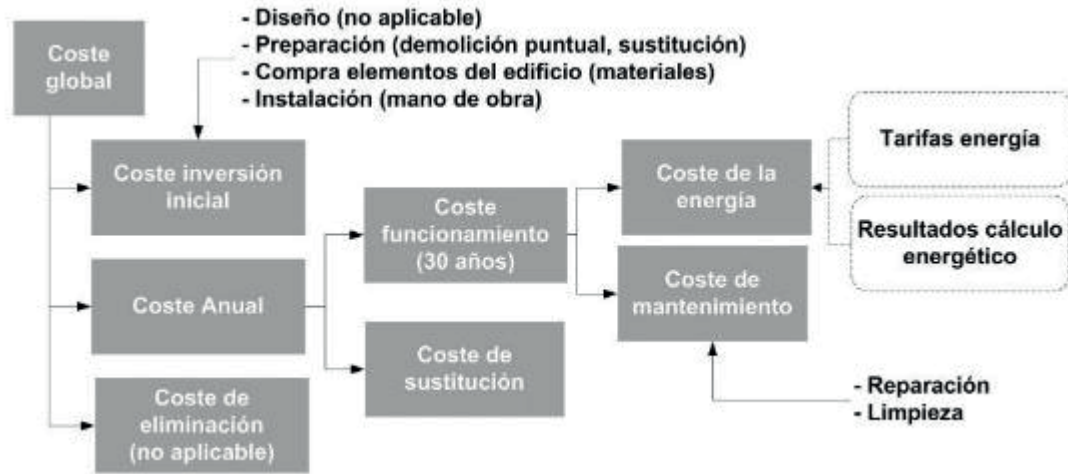 Coste
global
- Diseño (no aplicable)
- Preparación (demolición puntual, sustitución)
- Compra elementos del edificio (materiales)
- Instalación (mano de obra)
Coste inversión
inicial
Coste Anual
Coste de
eliminación
(no aplicable)
Coste
funcionamiento
(30 años)
Coste de
sustitución
Coste de la
energía
Coste de
mantenimiento
Tarifas energía
Resultados cálculo
energético
- Reparación
- Limpieza